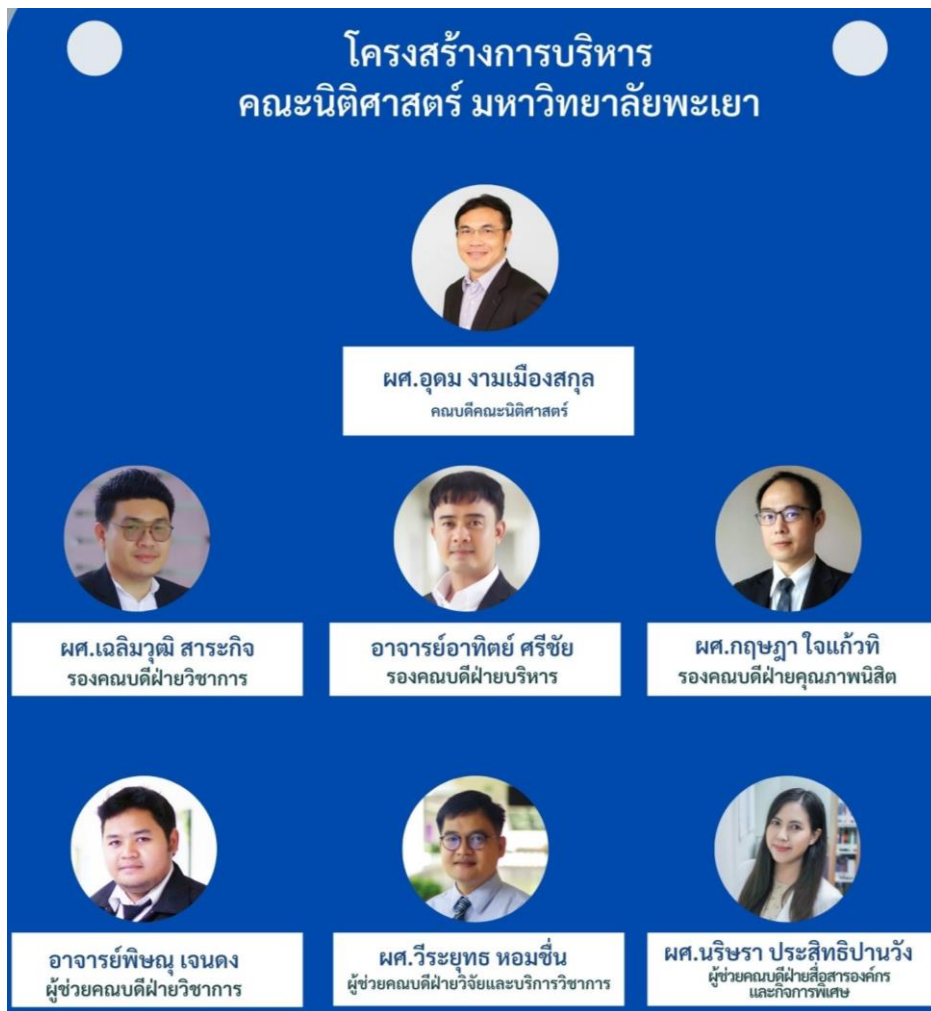 โครงสร้างการบริหาร
คณะนิติศาสตร์ มหาวิทยาลัยพะเยา
ผศ.อุดม งามเมืองสกุล
คณบดีคณะนิติศาสตร์
ผศ.เฉลิมวุฒิ สาระกิจ
รองคณบดีฝ่ายวิชาการ
อาจารย์อาทิตย์ ศรีชัย
รองคณบดีฝ่ายบริหาร
ผศ.กฤษฎา ใจแก้วทิ
รองคณบดีฝ่ายคุณภาพนิสิต
อาจารย์พิษณุ เจนดง
ผู้ช่วยคณบดีฝ่ายวิชาการ
ผศ.วีระยุทธ หอมชื่น
ผู้ช่วยคณบดีฝ่ายวิจัยและบริการวิชาการ
ผศ.นริษรา ประสิทธิปานวัง
ผู้ช่วยคณบดีฝ่ายสื่อสารองค์กร
และกิจการพิเศษ